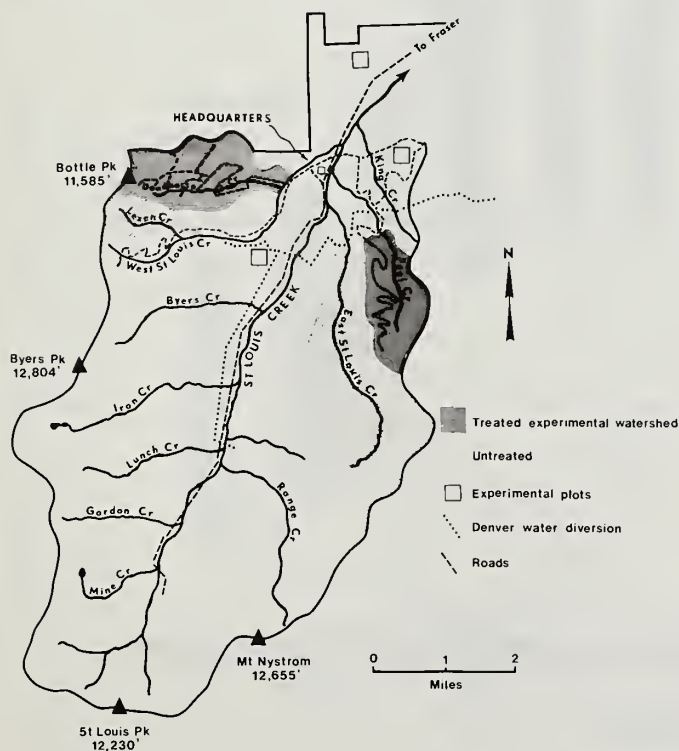 To Fraser
HEADQUARTERS
Bottle Pk
11,585'
King Cr
Lexen Cr
West St Louis Cr
N
Byers Cr
ST LOUIS CREEK
East St Louis Cr
Byers Pk
12,804'
Iron Cr
Treated experimental watershed
Lunch Cr
Untreated
Experimental plots
Range Cr
Gordon Cr
Denver water diversion
Roads
Mine Cr
Mt Nystrom
12,655'
0 1 2
Miles
St Louis Pk
12,230'